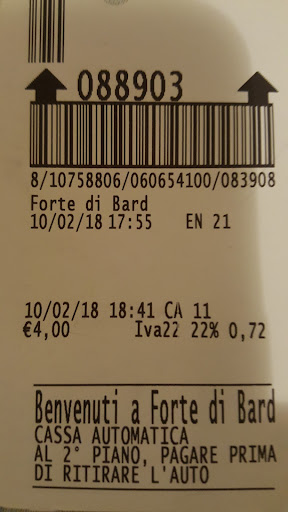 088903
8/10758806/060654100/083908
Forte di Bard
10/02/18 17:55 EN 21
10/02/18 18:41 CA 11
€4,00 Iva22 22% 0,72
Benvenuti a Forte di Bard
CASSA AUTOMATICA
AL 2° PIANO, PAGARE PRIMA
DI RITIRARE L'AUTO